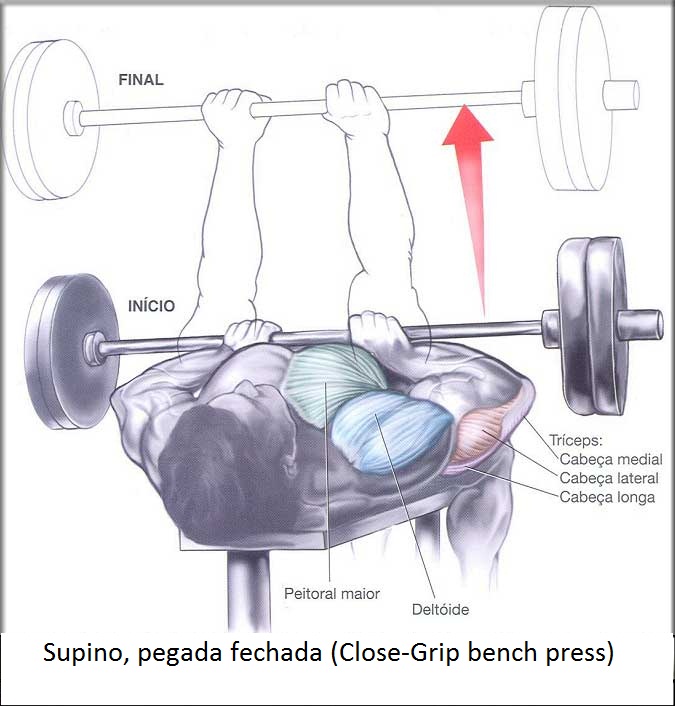 FINAL
INÍCIO
Tríceps:
Cabeça medial
Cabeça lateral
Cabeça longa
Peitoral maior
Deltóide
Supino, pegada fechada (Close-Grip bench press)